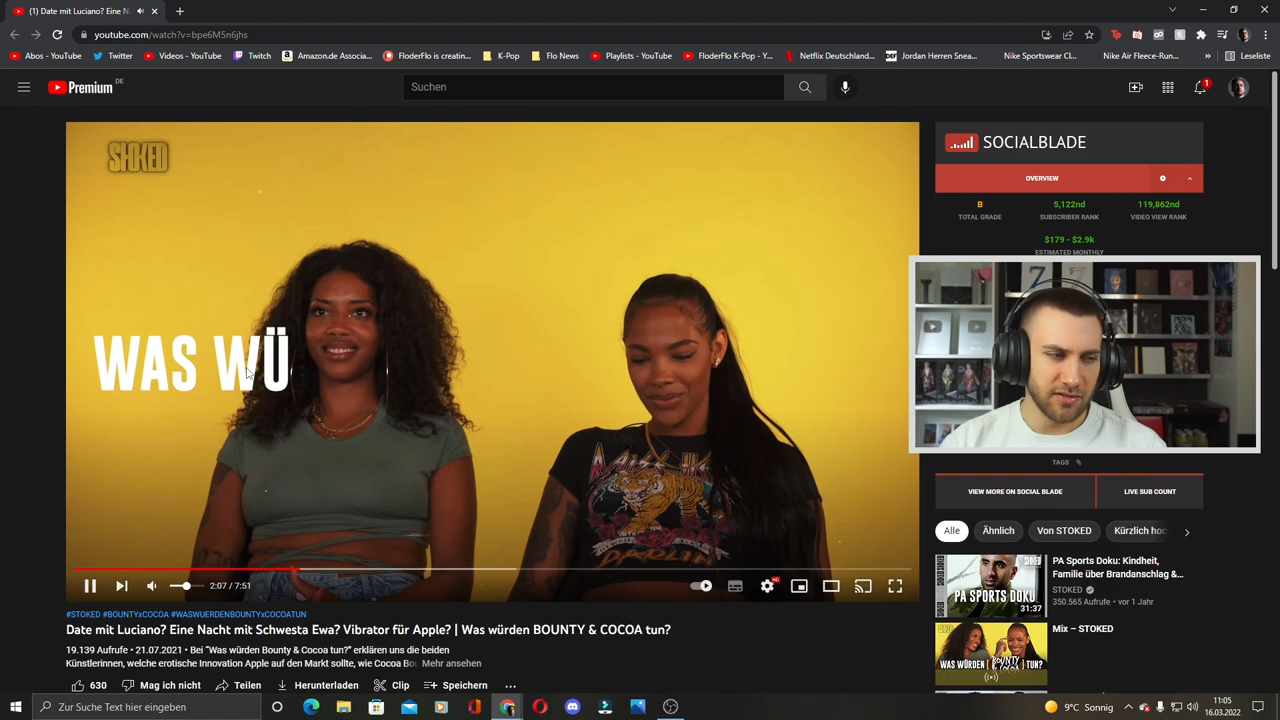 (1) Date mit Luciano? Eine N
youtube.com/watch?v=bpe6M5n6jhs
Abos - YouTube
Twitter
Videos - YouTube
Twitch
Amazon.de Associate...
FloderFlo is creatin...
K-Pop
Flo News
Playlists - YouTube
FloderFlo K-Pop - Y...
Netflix Deutschland...
Jordan Herren Snea...
Nike Sportswear Cl...
Nike Air Fleece-Run...
»
Leseliste
Premium DE
Suchen
1
STOKED
WAS WÜ
2:07 / 7:51
HD
SOCIALBLADE
OVERVIEW
B
TOTAL GRADE
5,122nd
SUBSCRIBER RANK
119,862nd
VIDEO VIEW RANK
$179 - $2.9k
ESTIMATED MONTHLY
TAGS
VIEW MORE ON SOCIAL BLADE
LIVE SUB COUNT
Alle
Ähnlich
Von STOKED
Kürzlich hoc
PA SPORTS DOKU
31:37
PA Sports Doku: Kindheit,
Familie über Brandanschlag &...
STOKED
350.565 Aufrufe • vor 1 Jahr
WAS WÜRDEN [BOUNTY & COCOA] TUN?
Mix – STOKED
#STOKED #BOUNTYxCOCOA #WASWUERDENBOUNTYxCOCOATUN
Date mit Luciano? Eine Nacht mit Schwesta Ewa? Vibrator für Apple? | Was würden BOUNTY & COCOA tun?
19.139 Aufrufe • 21.07.2021 • Bei "Was würden Bounty & Cocoa tun?" erklären uns die beiden
Künstlerinnen, welche erotische Innovation Apple auf den Markt sollte, wie Cocoa Bou Mehr ansehen
630
Mag ich nicht
Teilen
Herunterladen
Clip
Speichern
...
Zur Suche Text hier eingeben
9°C Sonnig
11:05
16.03.2022